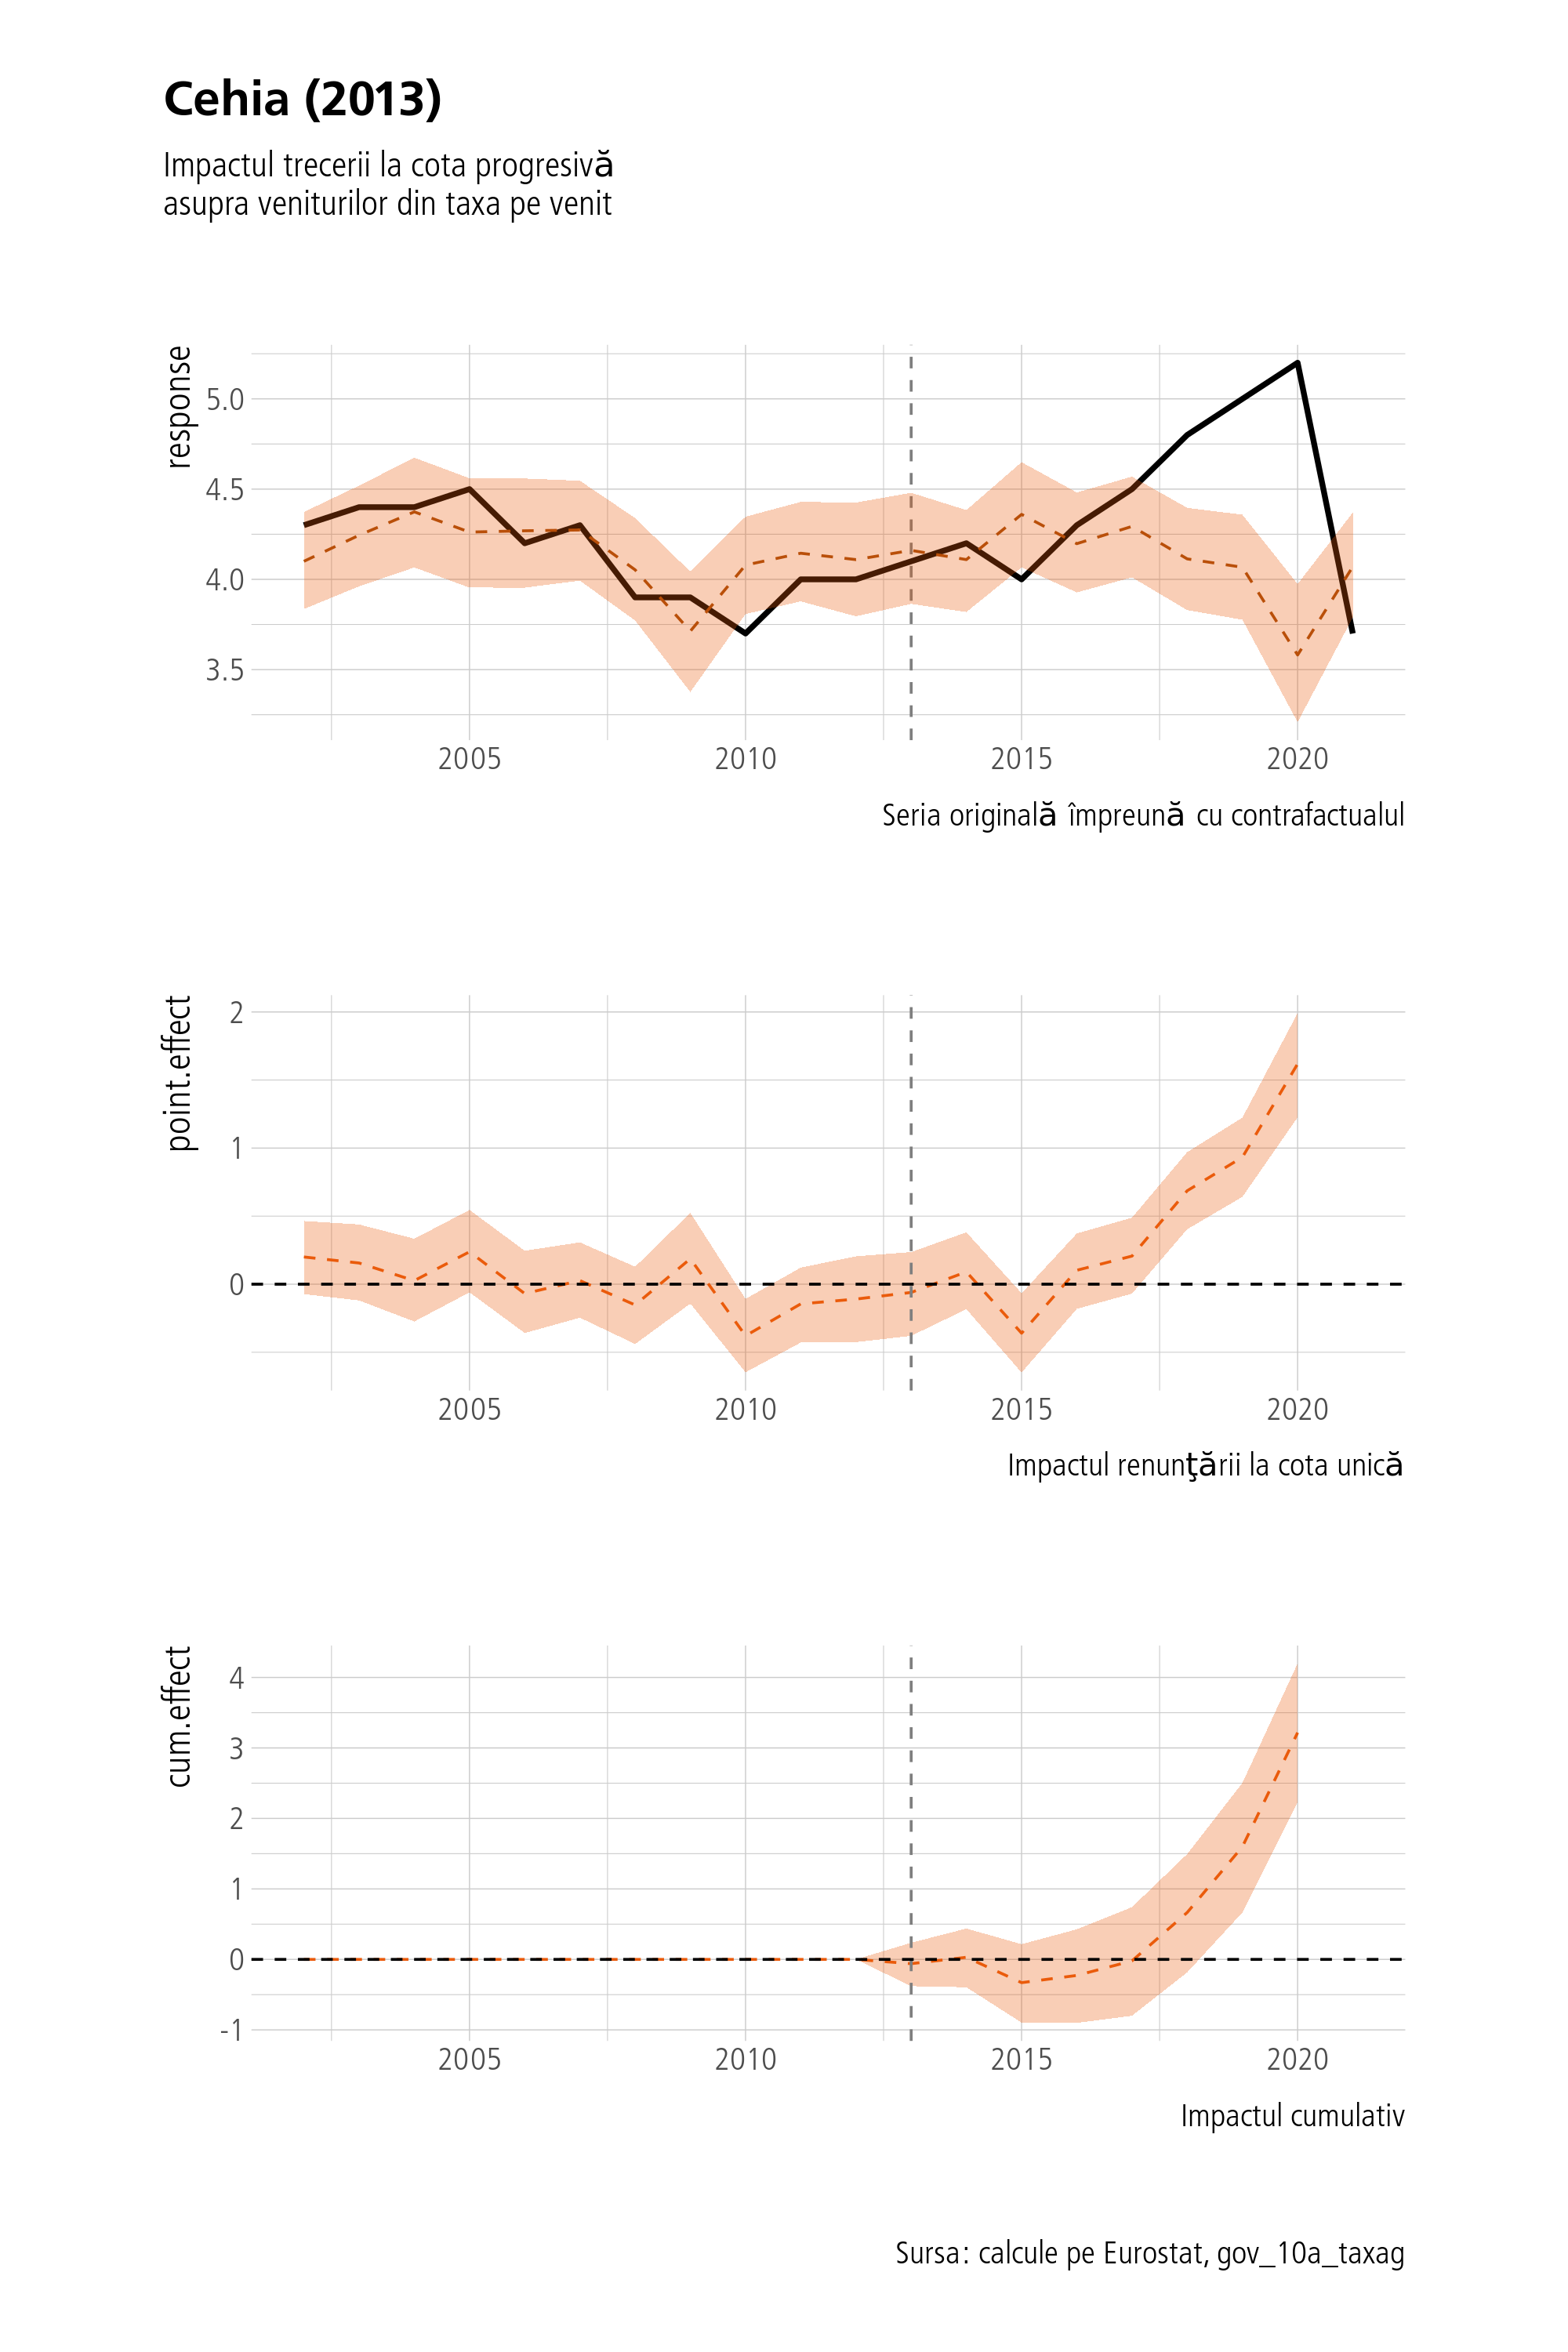 Cehia (2013)
Impactul trecerii la cota progresivă
asupra veniturilor din taxa pe venit
response
5.0
4.5
4.0
3.5
2005 2010 2015 2020
Seria originală împreună cu contrafactualul
point.effect
2
1
0
2005 2010 2015 2020
Impactul renunţării la cota unică
cum.effect
4
3
2
1
0
-1
2005 2010 2015 2020
Impactul cumulativ
Sursa: calcule pe Eurostat, gov_10a_taxag